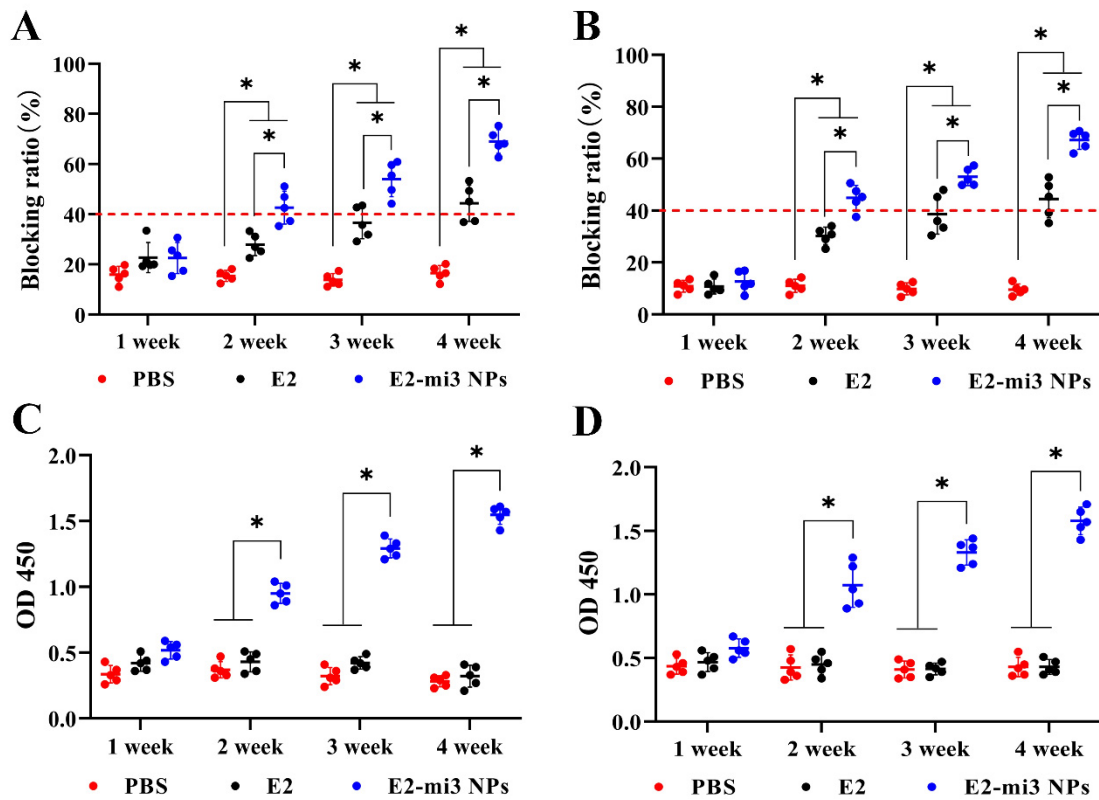 A
Blocking ratio (%)
100
80
60
40
20
0
* * * * * *
1 week 2 week 3 week 4 week
PBS E2 E2-mi3 NPs
B
Blocking ratio (%)
100
80
60
40
20
0
* * * * * *
1 week 2 week 3 week 4 week
PBS E2 E2-mi3 NPs
C
OD 450
2.0
1.5
1.0
0.5
0.0
* * *
1 week 2 week 3 week 4 week
PBS E2 E2-mi3 NPs
D
OD 450
2.0
1.5
1.0
0.5
0.0
* * *
1 week 2 week 3 week 4 week
PBS E2 E2-mi3 NPs